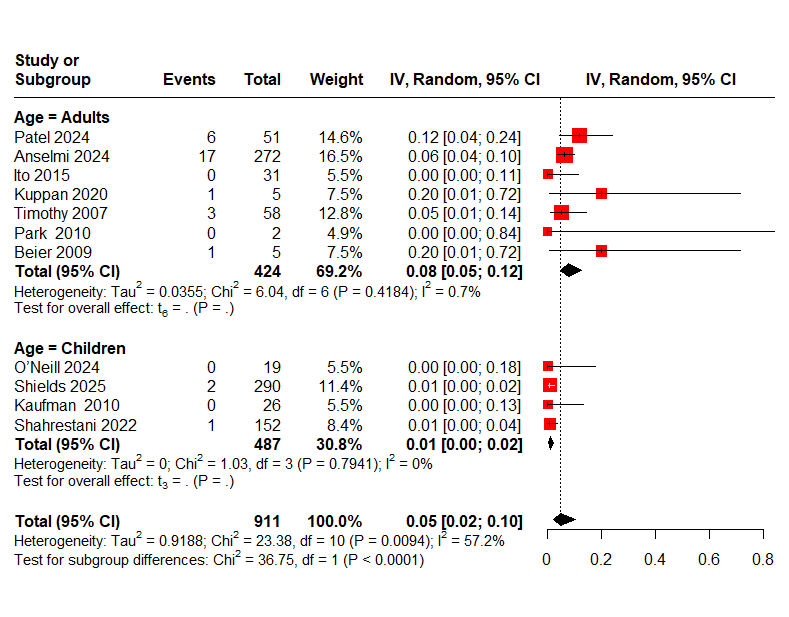 Study or
Subgroup Events Total Weight IV, Random, 95% CI IV, Random, 95% CI
Age = Adults
Patel 2024 6 51 14.6% 0.12 [0.04; 0.24]
Anselmi 2024 17 272 16.5% 0.06 [0.04; 0.10]
Ito 2015 0 31 5.5% 0.00 [0.00; 0.11]
Kuppan 2020 1 5 7.5% 0.20 [0.01; 0.72]
Timothy 2007 3 58 12.8% 0.05 [0.01; 0.14]
Park 2010 0 2 4.9% 0.00 [0.00; 0.84]
Beier 2009 1 5 7.5% 0.20 [0.01; 0.72]
Total (95% CI) 424 69.2% 0.08 [0.05; 0.12]
Heterogeneity: Tau² = 0.0355; Chi² = 6.04, df = 6 (P = 0.4184); I² = 0.7%
Test for overall effect: t₆ = . (P = .)
Age = Children
O’Neill 2024 0 19 5.5% 0.00 [0.00; 0.18]
Shields 2025 2 290 11.4% 0.01 [0.00; 0.02]
Kaufman 2010 0 26 5.5% 0.00 [0.00; 0.13]
Shahrestani 2022 1 152 8.4% 0.01 [0.00; 0.04]
Total (95% CI) 487 30.8% 0.01 [0.00; 0.02]
Heterogeneity: Tau² = 0; Chi² = 1.03, df = 3 (P = 0.7941); I² = 0%
Test for overall effect: t₃ = . (P = .)
Total (95% CI) 911 100.0% 0.05 [0.02; 0.10]
Heterogeneity: Tau² = 0.9188; Chi² = 23.38, df = 10 (P = 0.0094); I² = 57.2%
Test for subgroup differences: Chi² = 36.75, df = 1 (P < 0.0001)
0 0.2 0.4 0.6 0.8